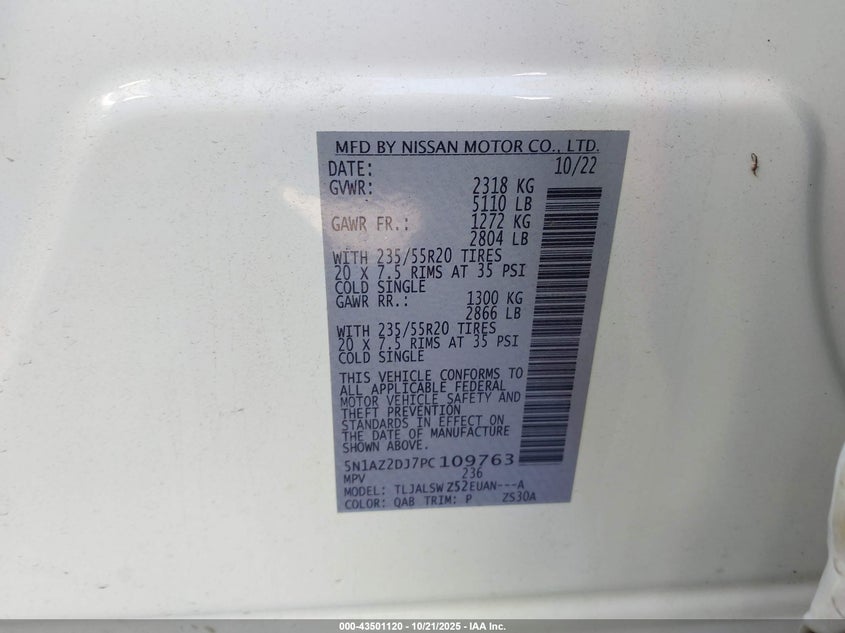 MFD BY NISSAN MOTOR CO., LTD.
DATE: 10/22
GVWR: 2318 KG
5110 LB
GAWR FR.: 1272 KG
2804 LB
WITH 235/55R20 TIRES
20 X 7.5 RIMS AT 35 PSI
COLD SINGLE
GAWR RR.: 1300 KG
2866 LB
WITH 235/55R20 TIRES
20 X 7.5 RIMS AT 35 PSI
COLD SINGLE
THIS VEHICLE CONFORMS TO
ALL APPLICABLE FEDERAL
MOTOR VEHICLE SAFETY AND
THEFT PREVENTION
STANDARDS IN EFFECT ON
THE DATE OF MANUFACTURE
SHOWN ABOVE.
5N1AZ2DJ7PC109763
MPV 236
MODEL: TLJALSW Z52EUAN---A
COLOR: QAB TRIM: P ZS30A
000-43501120 - 10/21/2025 - IAA Inc.